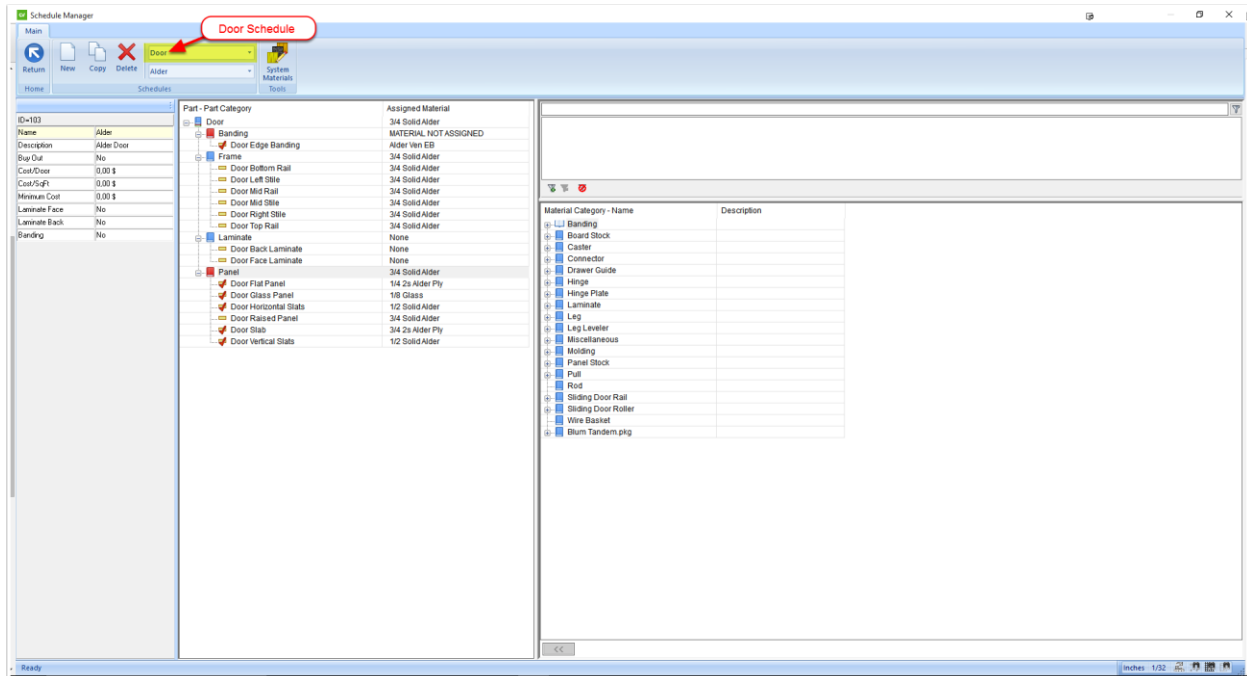 Schedule Manager
Main
Door Schedule
Return
New
Copy
Delete
Door
Alder
System Materials
Home
Schedules
Tools
ID=103
Name Alder
Description Alder Door
Buy Out No
Cost/Door 0,00 $
Cost/SqFt 0,00 $
Minimum Cost 0,00 $
Laminate Face No
Laminate Back No
Banding No
Part - Part Category Assigned Material
Door 3/4 Solid Alder
Banding MATERIAL NOT ASSIGNED
Door Edge Banding Alder Ven EB
Frame 3/4 Solid Alder
Door Bottom Rail 3/4 Solid Alder
Door Left Stile 3/4 Solid Alder
Door Mid Rail 3/4 Solid Alder
Door Mid Stile 3/4 Solid Alder
Door Right Stile 3/4 Solid Alder
Door Top Rail 3/4 Solid Alder
Laminate None
Door Back Laminate None
Door Face Laminate None
Panel 3/4 Solid Alder
Door Flat Panel 1/4 2s Alder Ply
Door Glass Panel 1/8 Glass
Door Horizontal Slats 1/2 Solid Alder
Door Raised Panel 3/4 Solid Alder
Door Slab 3/4 2s Alder Ply
Door Vertical Slats 1/2 Solid Alder
Material Category - Name Description
Banding
Board Stock
Caster
Connector
Drawer Guide
Hinge
Hinge Plate
Laminate
Leg
Leg Leveler
Miscellaneous
Molding
Panel Stock
Pull
Rod
Sliding Door Rail
Sliding Door Roller
Wire Basket
Blum Tandem.pkg
<<
Ready
Inches 1/32